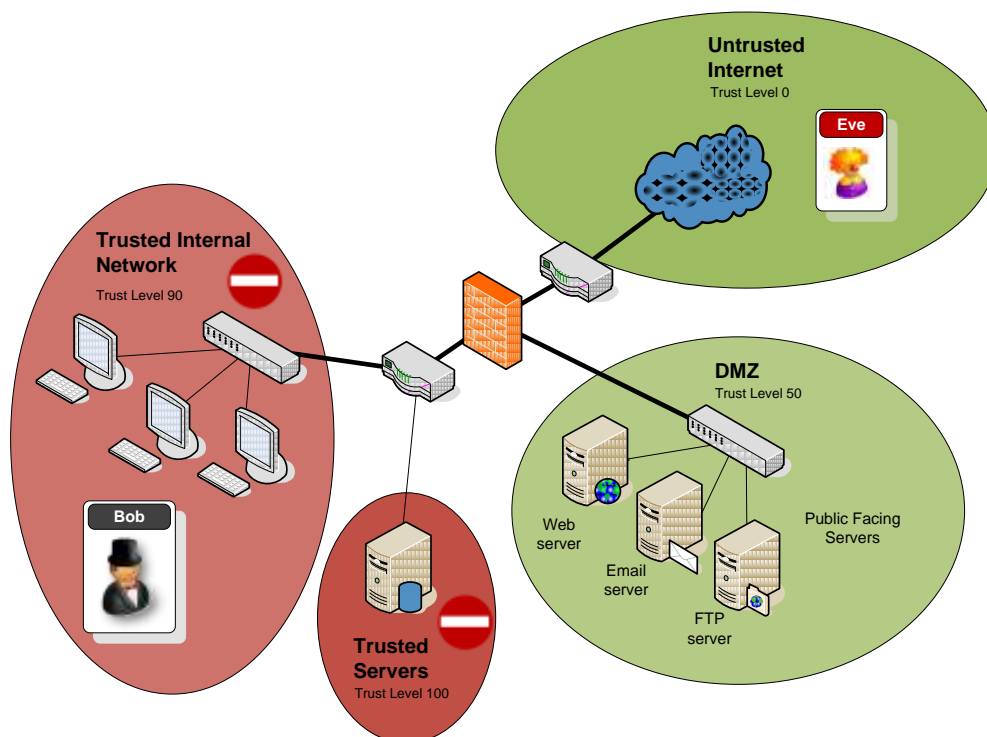 Untrusted
Internet
Trust Level 0
Eve
Trusted Internal
Network
Trust Level 90
DMZ
Trust Level 50
Bob
Web
server
Public Facing
Servers
Email
server
FTP
server
Trusted
Servers
Trust Level 100